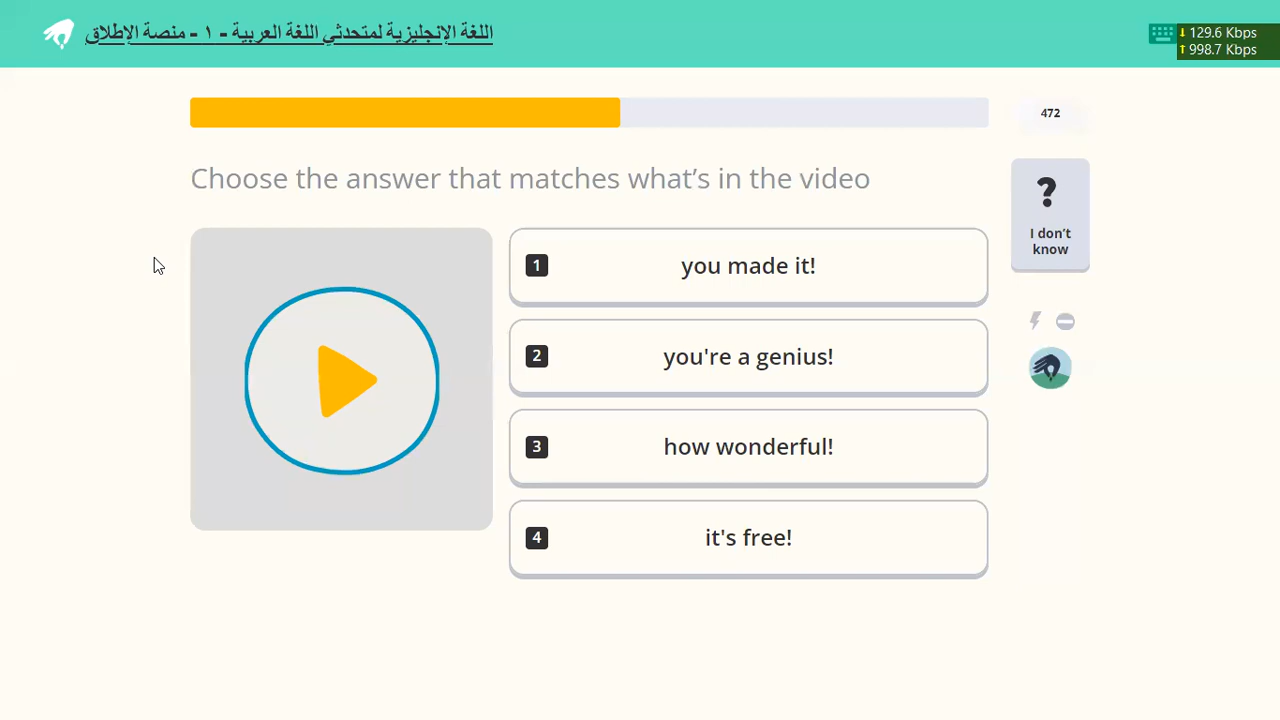 اللغة الإنجليزية لمتحدثي اللغة العربية - ١ - منصة الإطلاق
129.6 Kbps
998.7 Kbps
472
Choose the answer that matches what’s in the video
?
I don’t
know
1 you made it!
2 you're a genius!
3 how wonderful!
4 it's free!